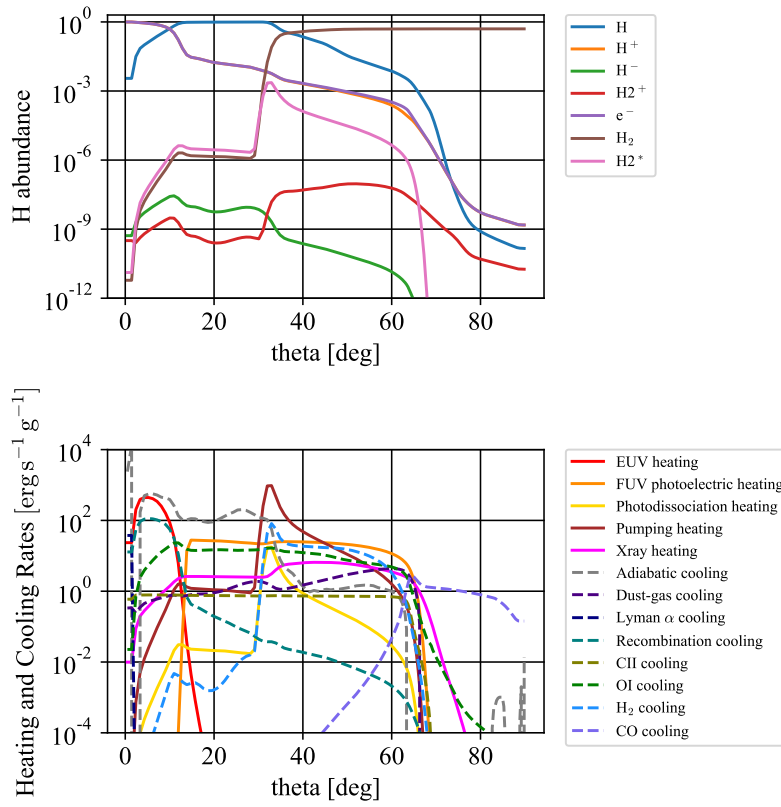 10^0
10^-3
10^-6
10^-9
10^-12
H abundance
0
20
40
60
80
theta [deg]
H
H^+
H^-
H2^+
e^-
H_2
H2^*
10^4
10^2
10^0
10^-2
10^-4
Heating and Cooling Rates [erg s^-1 g^-1]
0
20
40
60
80
theta [deg]
EUV heating
FUV photoelectric heating
Photodissociation heating
Pumping heating
Xray heating
Adiabatic cooling
Dust-gas cooling
Lyman α cooling
Recombination cooling
CII cooling
OI cooling
H_2 cooling
CO cooling